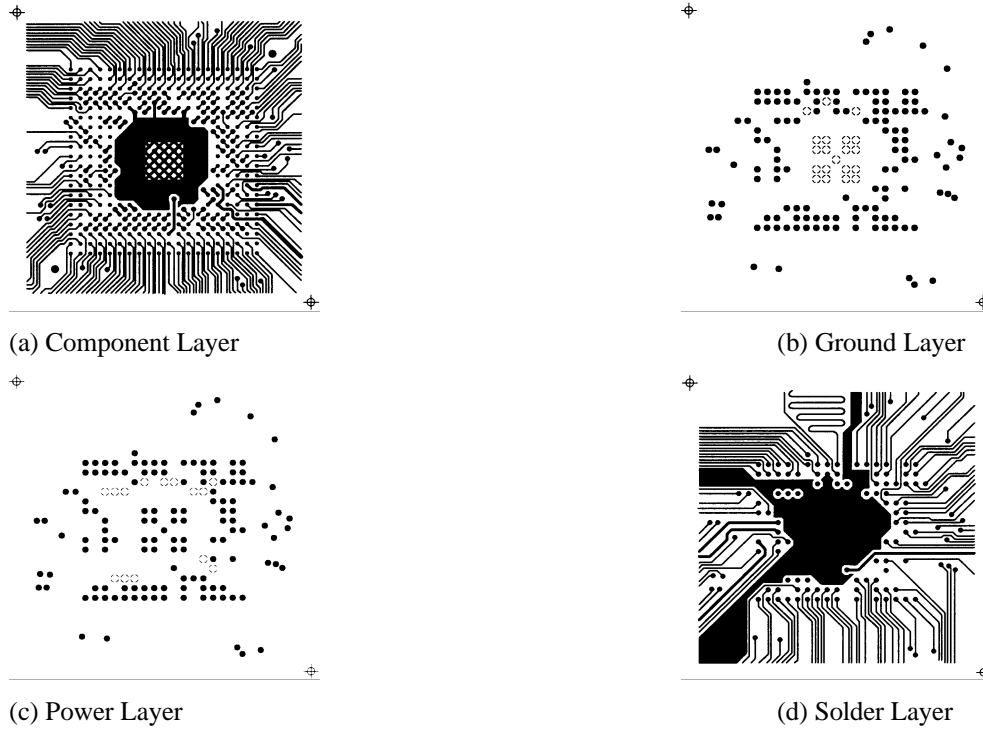 (a) Component Layer
(b) Ground Layer
(c) Power Layer
(d) Solder Layer